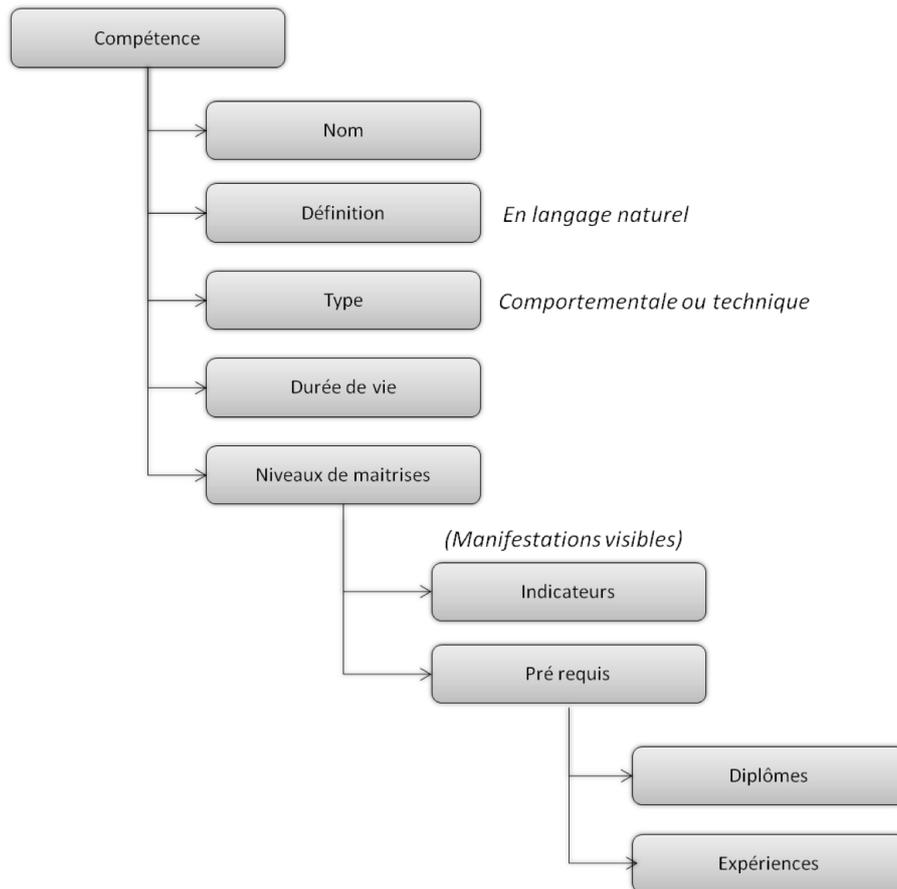 Compétence
Nom
Définition
En langage naturel
Type
Comportementale ou technique
Durée de vie
Niveaux de maitrises
(Manifestations visibles)
Indicateurs
Pré requis
Diplômes
Expériences